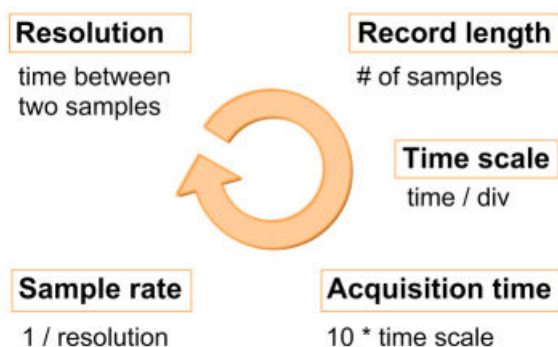 Resolution
time between
two samples
Record length
# of samples
Time scale
time / div
Sample rate
1 / resolution
Acquisition time
10 * time scale